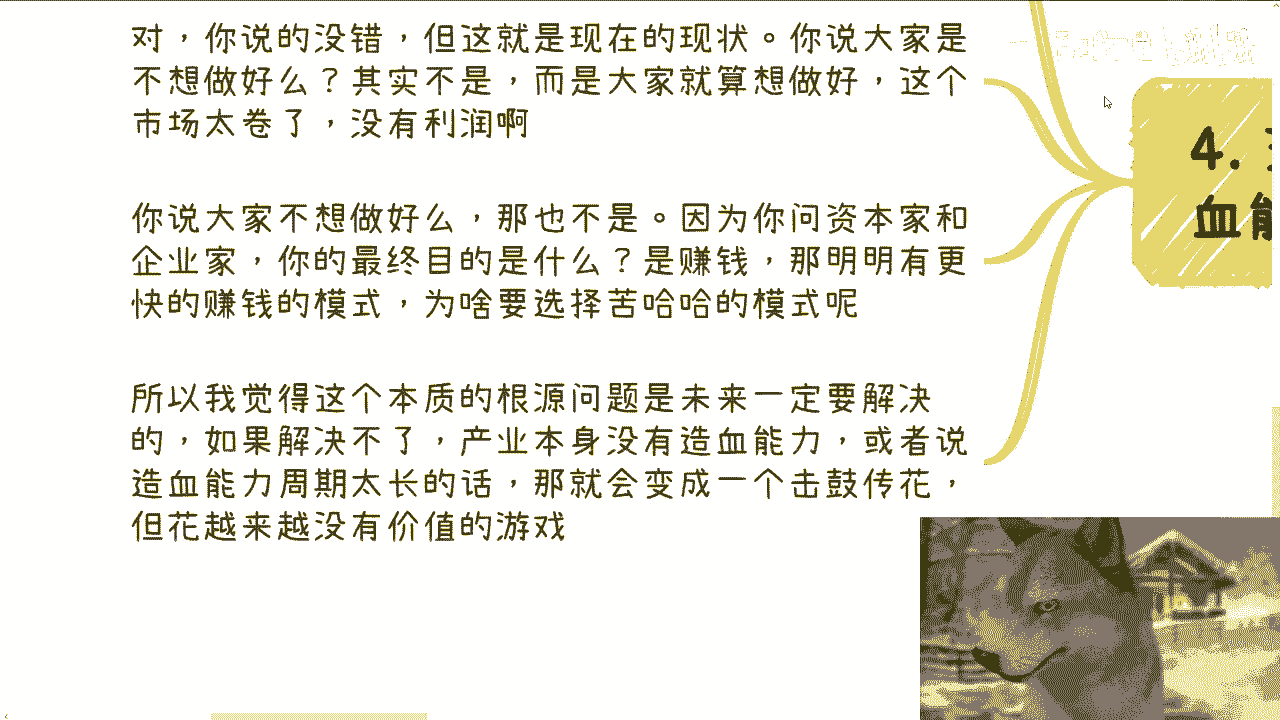 对，你说的没错，但这就是现在的现状。你说大家是
不想做好么？其实不是，而是大家就算想做好，这个
市场太卷了，没有利润啊
你说大家不想做好么，那也不是。因为你问资本家和
企业家，你的最终目的是什么？是赚钱，那明明有更
快的赚钱的模式，为啥要选择苦哈哈的模式呢
所以我觉得这个本质的根源问题是未来一定要解决
的，如果解决不了，产业本身没有造血能力，或者说
造血能力周期太长的话，那就会变成一个击鼓传花，
但花越来越没有价值的游戏
4.
血能